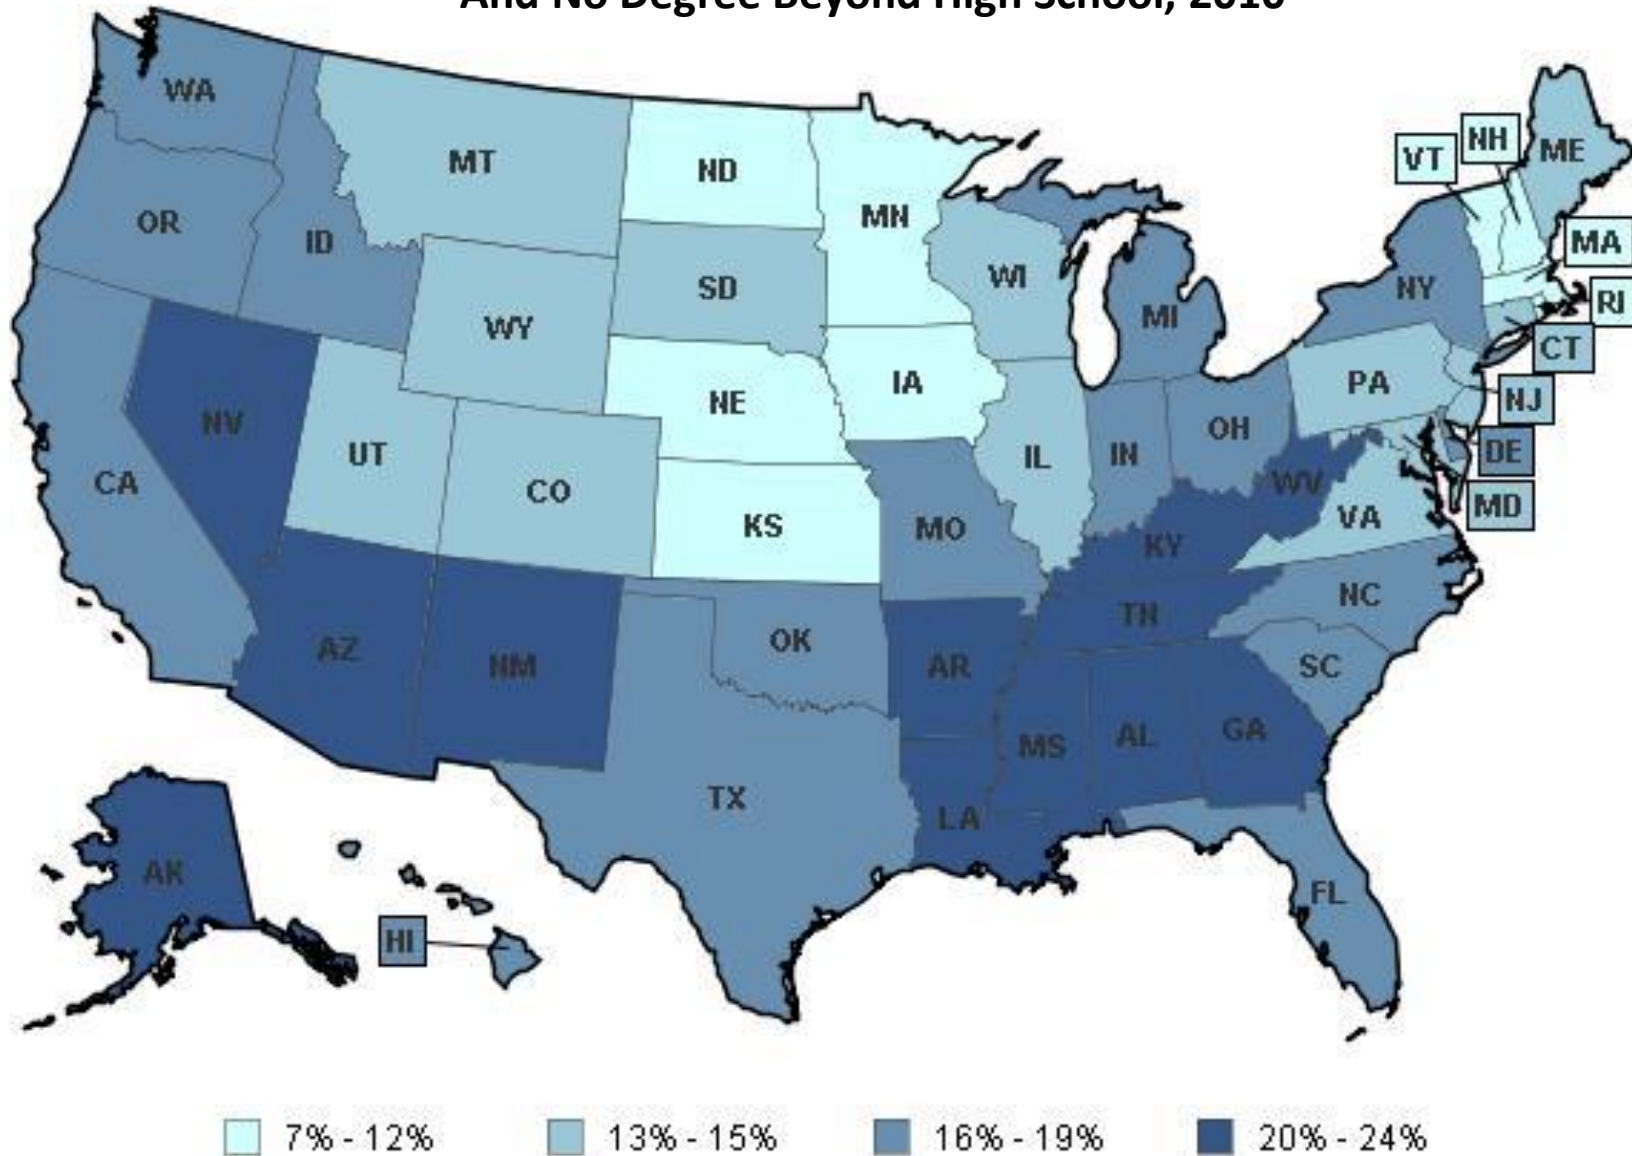 And No Degree Beyond High School, 2010
WA
MT
ND
MN
VT
NH
ME
OR
ID
SD
WI
MI
NY
MA
RI
WY
CT
NV
UT
CO
NE
IA
IL
IN
OH
PA
NJ
DE
MD
CA
KS
MO
WV
VA
KY
NC
AZ
NM
OK
AR
TN
SC
TX
LA
MS
AL
GA
AK
HI
FL
7% - 12%
13% - 15%
16% - 19%
20% - 24%